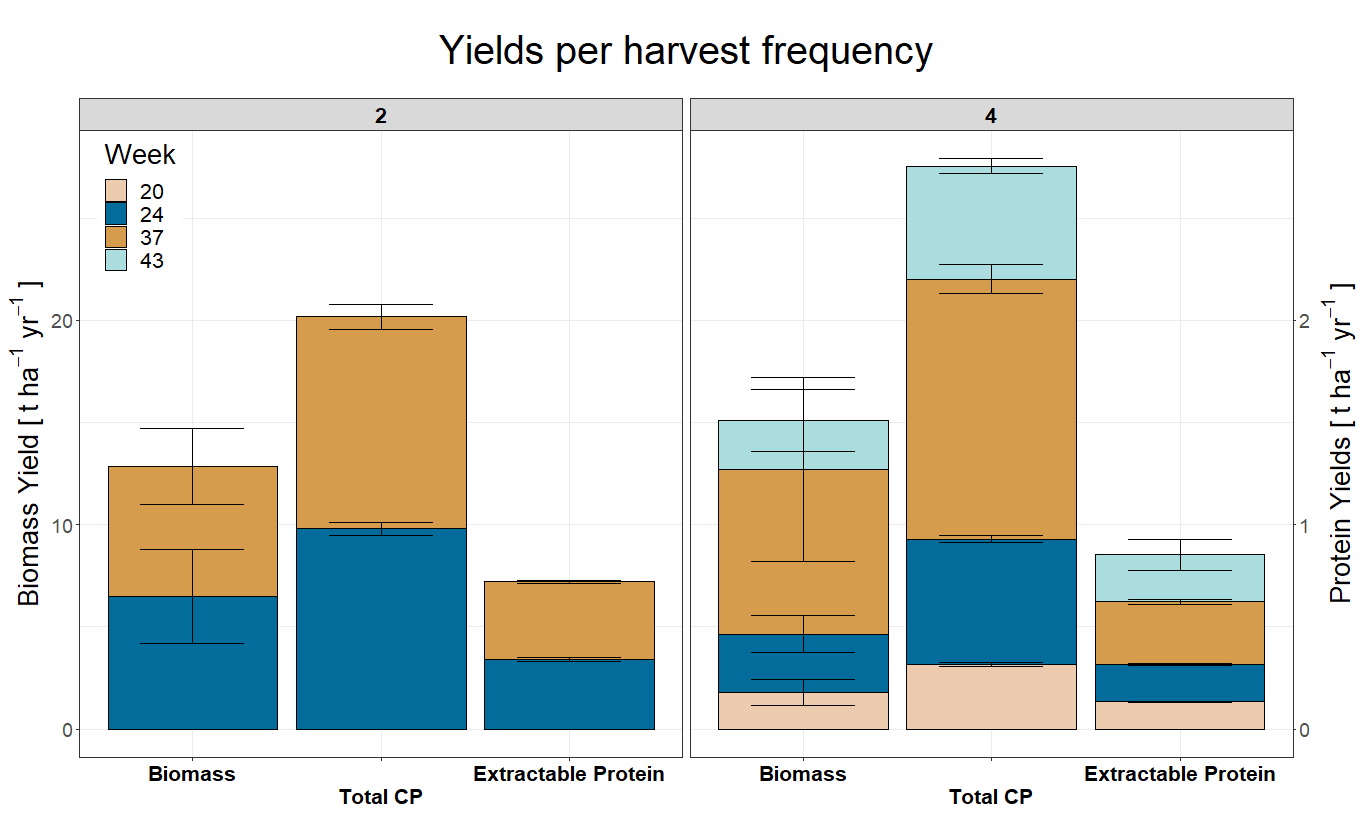 Yields per harvest frequency
2
4
Week
20
24
37
43
Biomass Yield [ t ha⁻¹ yr⁻¹ ]
20
10
0
Protein Yields [ t ha⁻¹ yr⁻¹ ]
2
1
0
Biomass
Total CP
Extractable Protein
Biomass
Total CP
Extractable Protein